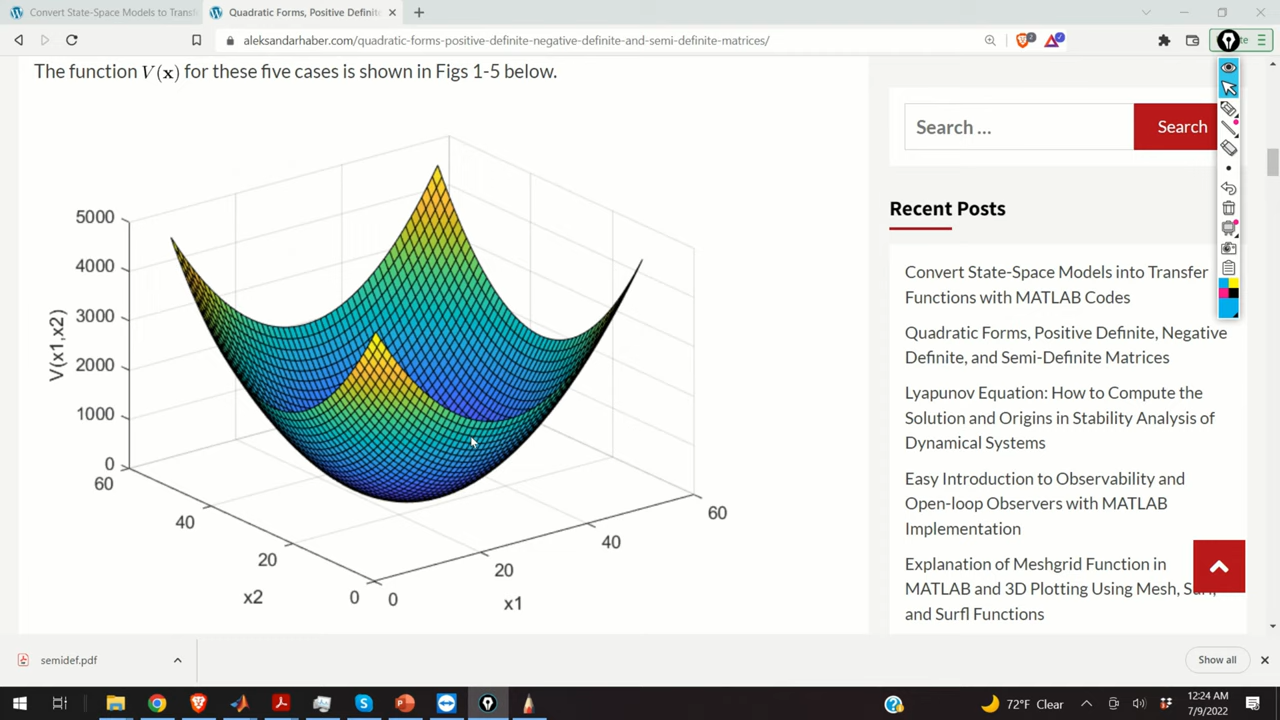 Convert State-Space Models to Transf
Quadratic Forms, Positive Definite
aleksandarhaber.com/quadratic-forms-positive-definite-negative-definite-and-semi-definite-matrices/
2
The function V(x) for these five cases is shown in Figs 1-5 below.
Search …
Search
Recent Posts
Convert State-Space Models into Transfer
Functions with MATLAB Codes
Quadratic Forms, Positive Definite, Negative
Definite, and Semi-Definite Matrices
Lyapunov Equation: How to Compute the
Solution and Origins in Stability Analysis of
Dynamical Systems
Easy Introduction to Observability and
Open-loop Observers with MATLAB
Implementation
Explanation of Meshgrid Function in
MATLAB and 3D Plotting Using Mesh,
and Surfl Functions
5000
4000
3000
2000
1000
0
V(x1,x2)
60
40
20
0
x2
0
20
40
60
x1
semidef.pdf
Show all
72°F Clear
12:24 AM
7/9/2022